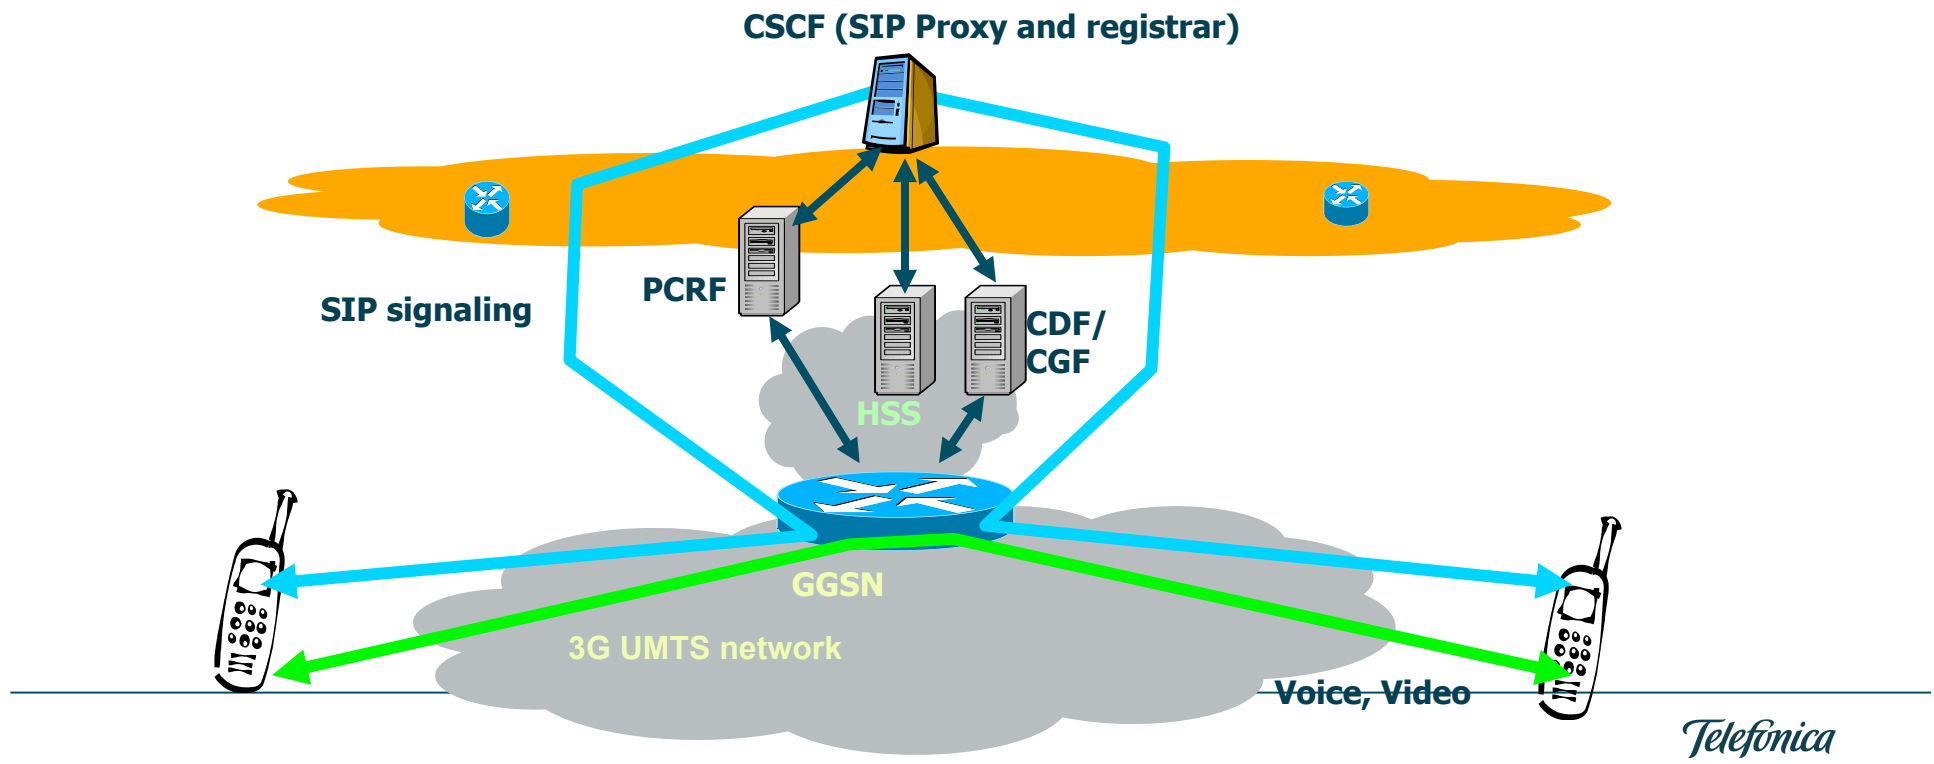 CSCF (SIP Proxy and registrar)
PCRF
SIP signaling
CDF/
CGF
HSS
GGSN
3G UMTS network
Voice, Video
Telefónica